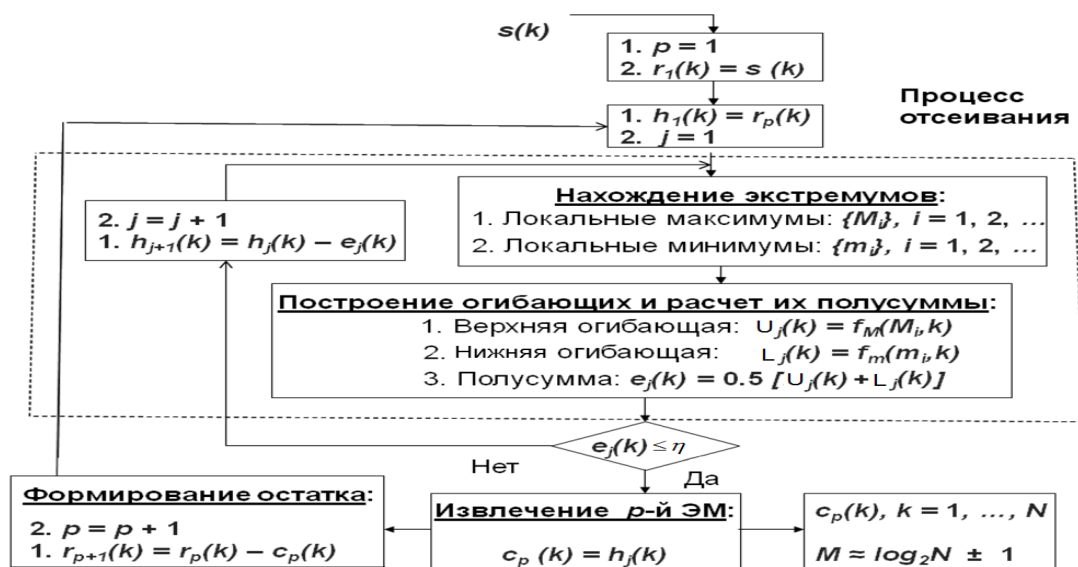 s(k)
1. p = 1
2. r₁(k) = s (k)
Процесс
отсеивания
1. h₁(k) = rₚ(k)
2. j = 1
2. j = j + 1
1. hⱼ₊₁(k) = hⱼ(k) – eⱼ(k)
Нахождение экстремумов:
1. Локальные максимумы: {Mᵢ}, i = 1, 2, …
2. Локальные минимумы: {mᵢ}, i = 1, 2, …
Построение огибающих и расчет их полусуммы:
1. Верхняя огибающая: Uⱼ(k) = f_M(Mᵢ,k)
2. Нижняя огибающая: Lⱼ(k) = fₘ(mᵢ,k)
3. Полусумма: eⱼ(k) = 0.5 [Uⱼ(k) + Lⱼ(k)]
eⱼ(k) ≤ η
Нет
Да
Формирование остатка:
2. p = p + 1
1. rₚ₊₁(k) = rₚ(k) – cₚ(k)
Извлечение p-й ЭМ:
cₚ (k) = hⱼ(k)
cₚ(k), k = 1, …, N
M ≈ log₂N ± 1